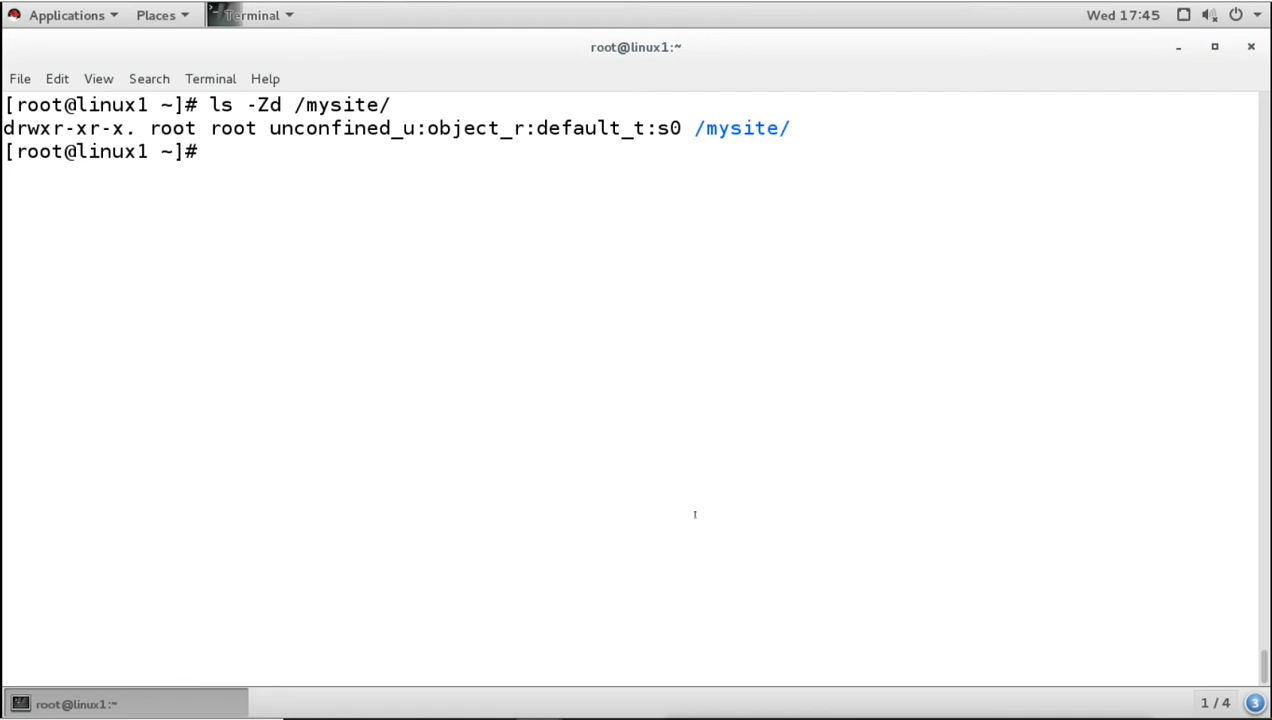 Applications Places Terminal Wed 17:45
root@linux1:~
File Edit View Search Terminal Help
[root@linux1 ~]# ls -Zd /mysite/
drwxr-xr-x. root root unconfined_u:object_r:default_t:s0 /mysite/
[root@linux1 ~]#
root@linux1:~ 1 / 4 3